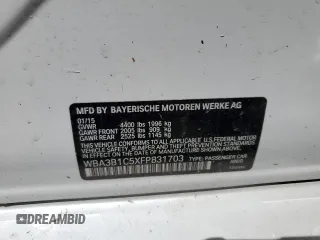 MFD BY BAYERISCHE MOTOREN WERKE AG
01/15
GVWR 4400 lbs 1996 kg
GAWR FRONT 2005 lbs 909 kg
GAWR REAR 2525 lbs 1145 kg
THIS VEHICLE CONFORMS TO ALL APPLICABLE FEDERAL MOTOR VEHICLE
SAFETY, BUMPER, AND THEFT PREVENTION STANDARDS IN EFFECT
ON THE DATE OF MANUFACTURE SHOWN ABOVE.
WBA3B1C5XFP831703 TYPE: PASSENGER CAR